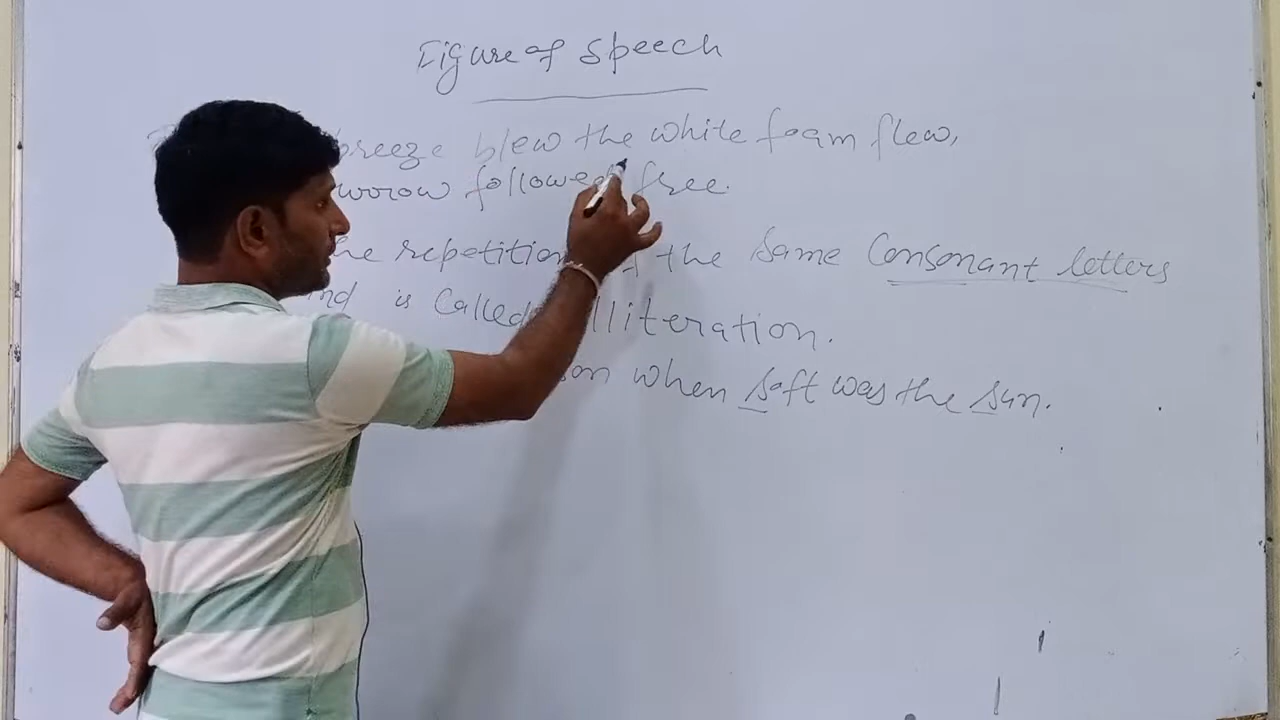 Figure of Speech
breeze blew the white foam flew,
followed free.
repetition the same Consonant letters
is Called lliteration.
when soft was the sun.